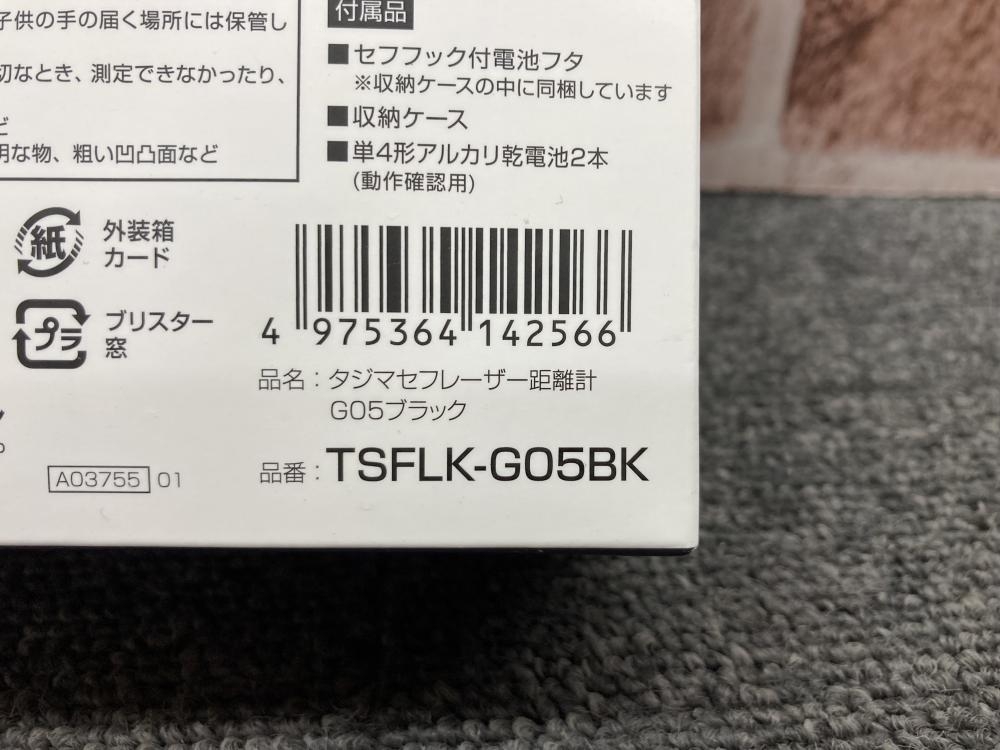 子供の手の届く場所には保管し
切なとき、測定できなかったり、
ど
明な物、粗い凹凸面など
付属品
■セフフック付電池フタ
※収納ケースの中に同梱しています
■収納ケース
■単4形アルカリ乾電池2本
(動作確認用)
紙
外装箱
カード
プラ
ブリスター
窓
4 975364 142566
品名：タジマセフレーザー距離計
G05ブラック
品番：TSFLK-G05BK
A03755 01